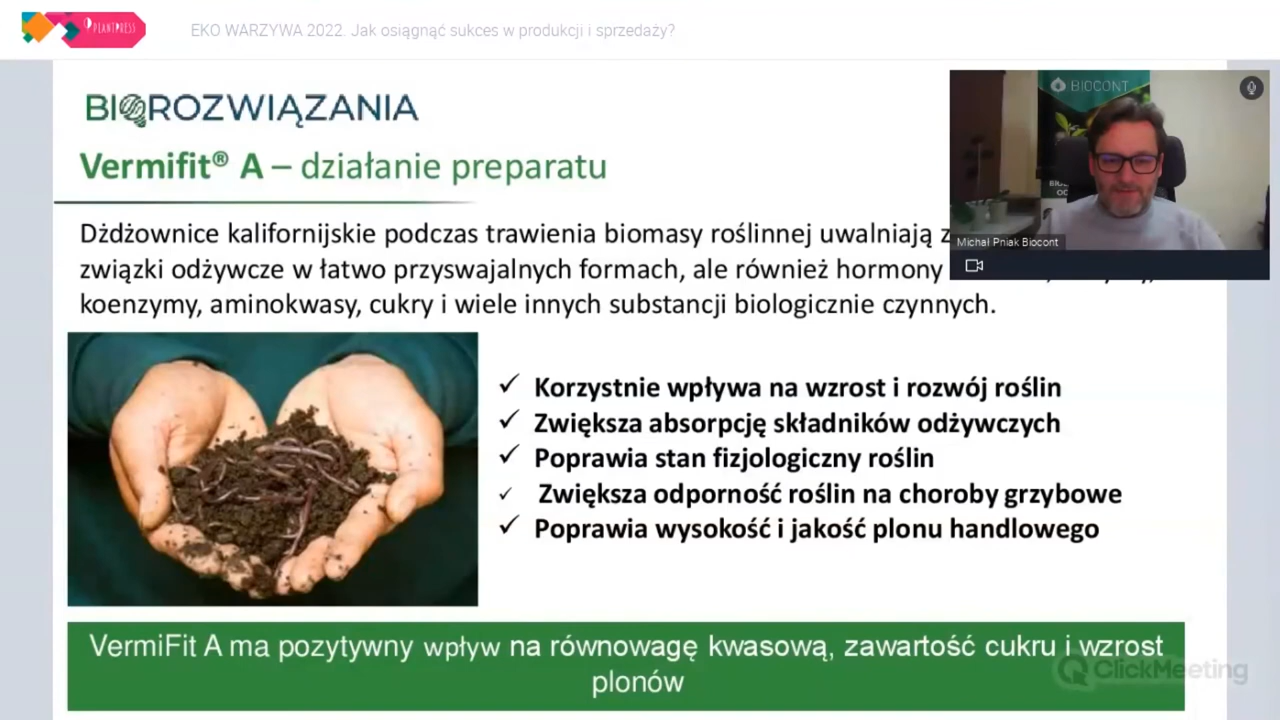 PLANTPRESS
EKO WARZYWA 2022. Jak osiągnąć sukces w produkcji i sprzedaży?
BIOROZWIĄZANIA
BIOCONT
Vermifit® A – działanie preparatu
Dżdżownice kalifornijskie podczas trawienia biomasy roślinnej uwalniają z
związki odżywcze w łatwo przyswajalnych formach, ale również hormony
koenzymy, aminokwasy, cukry i wiele innych substancji biologicznie czynnych.
Michał Pniak Biocont
✓ Korzystnie wpływa na wzrost i rozwój roślin
✓ Zwiększa absorpcję składników odżywczych
✓ Poprawia stan fizjologiczny roślin
✓ Zwiększa odporność roślin na choroby grzybowe
✓ Poprawia wysokość i jakość plonu handlowego
VermiFit A ma pozytywny wpływ na równowagę kwasową, zawartość cukru i wzrost
plonów
ClickMeeting